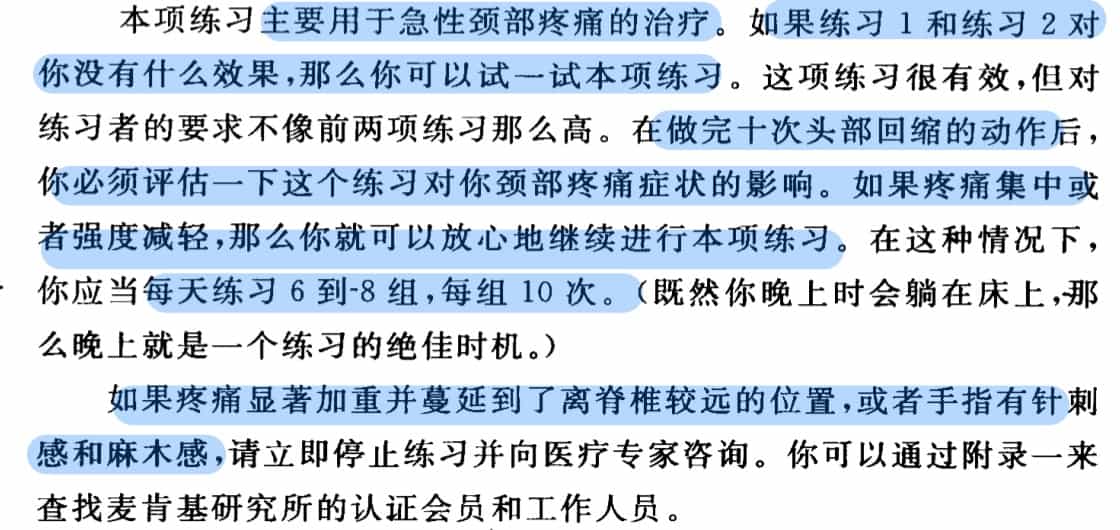 本项练习主要用于急性颈部疼痛的治疗。如果练习 1 和练习 2 对
你没有什么效果,那么你可以试一试本项练习。这项练习很有效,但对
练习者的要求不像前两项练习那么高。在做完十次头部回缩的动作后,
你必须评估一下这个练习对你颈部疼痛症状的影响。如果疼痛集中或
者强度减轻,那么你就可以放心地继续进行本项练习。在这种情况下,
你应当每天练习 6 到-8 组,每组 10 次。(既然你晚上时会躺在床上,那
么晚上就是一个练习的绝佳时机。)
如果疼痛显著加重并蔓延到了离脊椎较远的位置,或者手指有针刺
感和麻木感,请立即停止练习并向医疗专家咨询。你可以通过附录一来
查找麦肯基研究所的认证会员和工作人员。